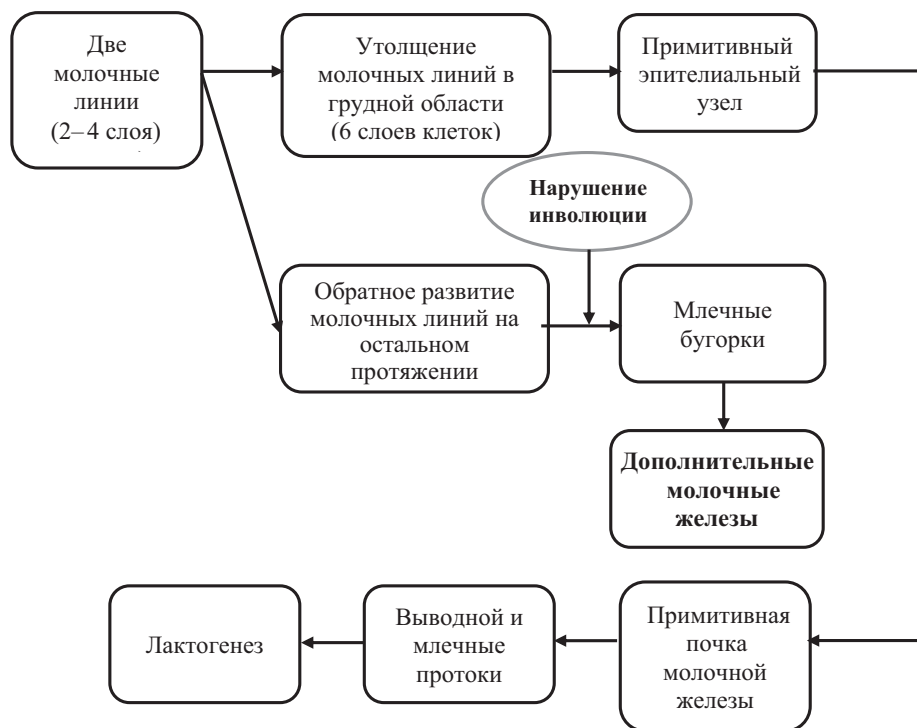 Две
молочные
линии
(2–4 слоя)
Утолщение
молочных линий в
грудной области
(6 слоев клеток)
Примитивный
эпителиальный
узел
Нарушение
инволюции
Обратное развитие
молочных линий на
остальном
протяжении
Млечные
бугорки
Дополнительные
молочные
железы
Лактогенез
Выводной и
млечные
протоки
Примитивная
почка
молочной
железы